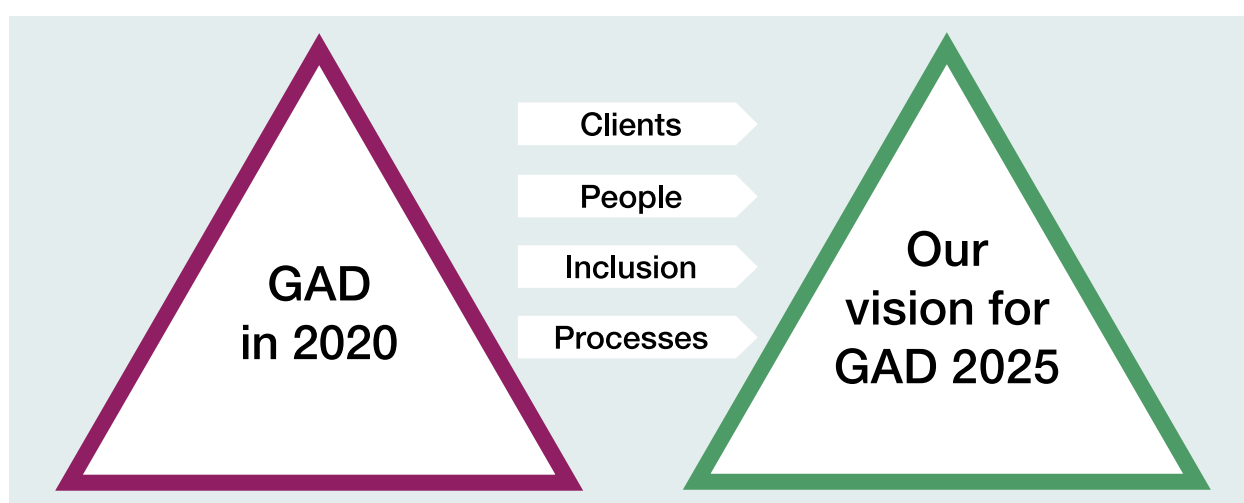 GAD
in 2020
Clients
People
Inclusion
Processes
Our
vision for
GAD 2025